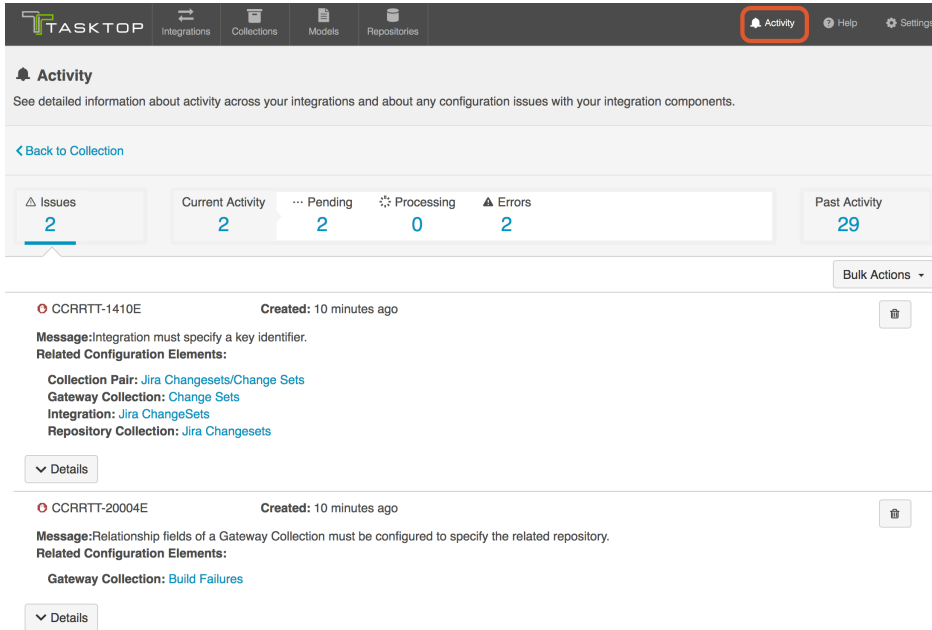 TASKTOP
Integrations
Collections
Models
Repositories
Activity
Help
Settings
Activity
See detailed information about activity across your integrations and about any configuration issues with your integration components.
Back to Collection
Issues
2
Current Activity
2
Pending
2
Processing
0
Errors
2
Past Activity
29
Bulk Actions
CCRRTT-1410E Created: 10 minutes ago
Message:Integration must specify a key identifier.
Related Configuration Elements:
Collection Pair: Jira Changesets/Change Sets
Gateway Collection: Change Sets
Integration: Jira ChangeSets
Repository Collection: Jira Changesets
Details
CCRRTT-20004E Created: 10 minutes ago
Message:Relationship fields of a Gateway Collection must be configured to specify the related repository.
Related Configuration Elements:
Gateway Collection: Build Failures
Details